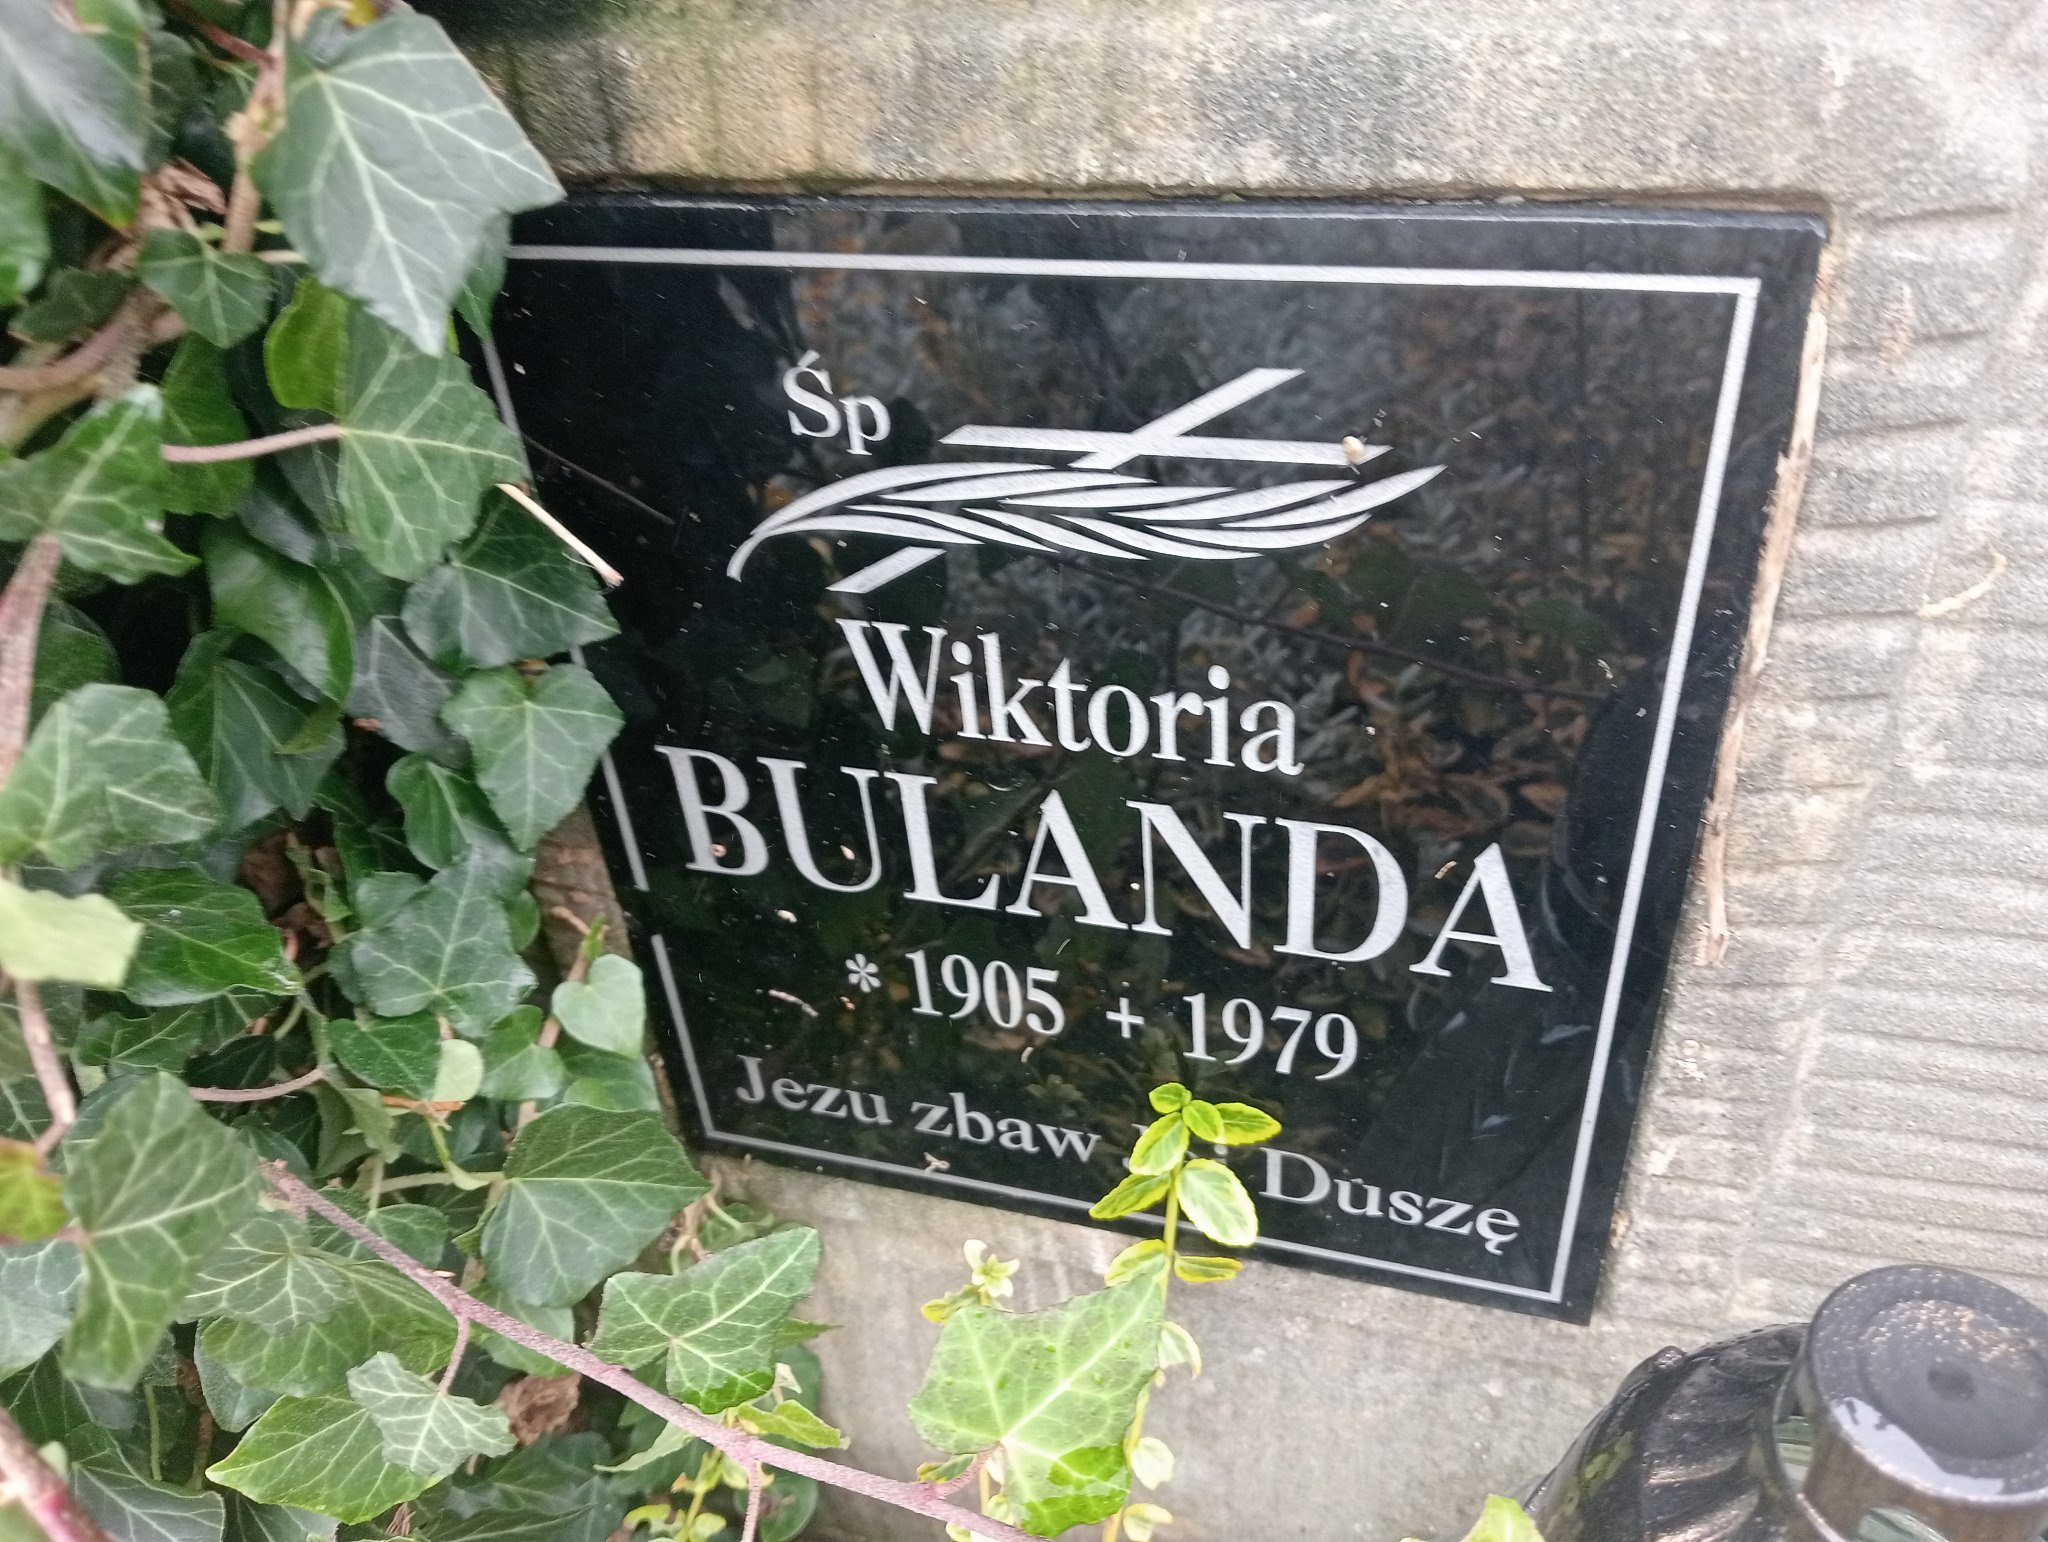 Śp
Wiktoria
BULANDA
* 1905 + 1979
Jezu zbaw Duszę